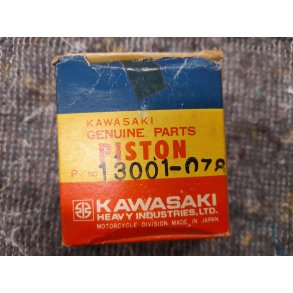 KAWASAKI
GENUINE PARTS
PISTON
P. No. 13001-078
KAWASAKI
HEAVY INDUSTRIES, LTD.
MOTORCYCLE DIVISION MADE IN JAPAN